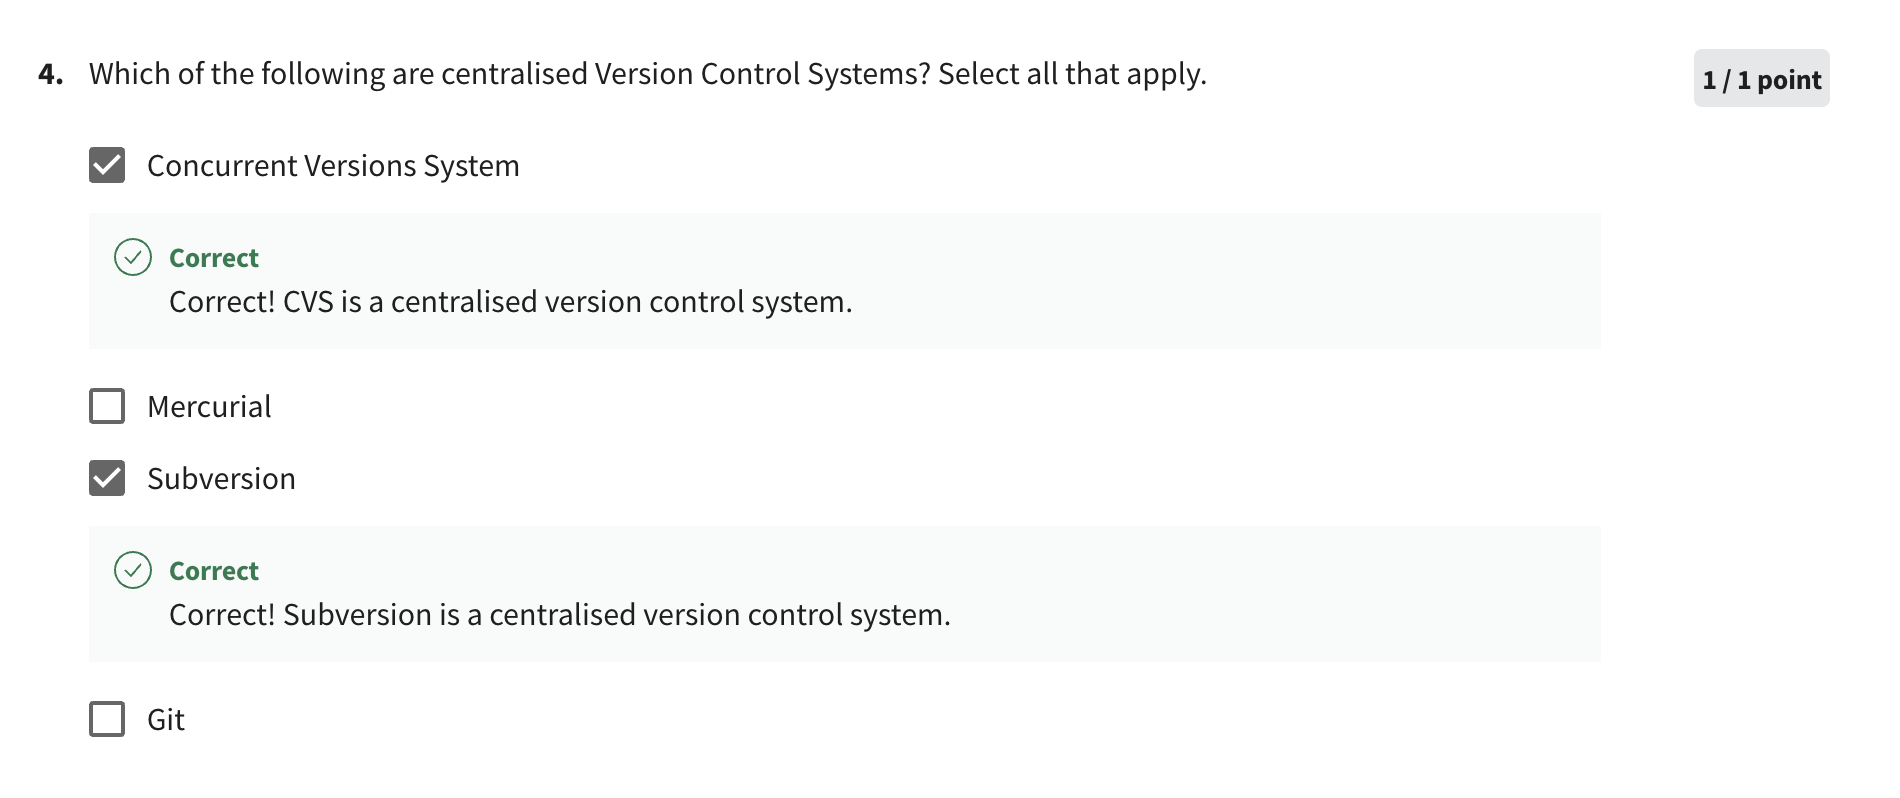 4. Which of the following are centralised Version Control Systems? Select all that apply.
1 / 1 point
Concurrent Versions System
Correct
Correct! CVS is a centralised version control system.
Mercurial
Subversion
Correct
Correct! Subversion is a centralised version control system.
Git